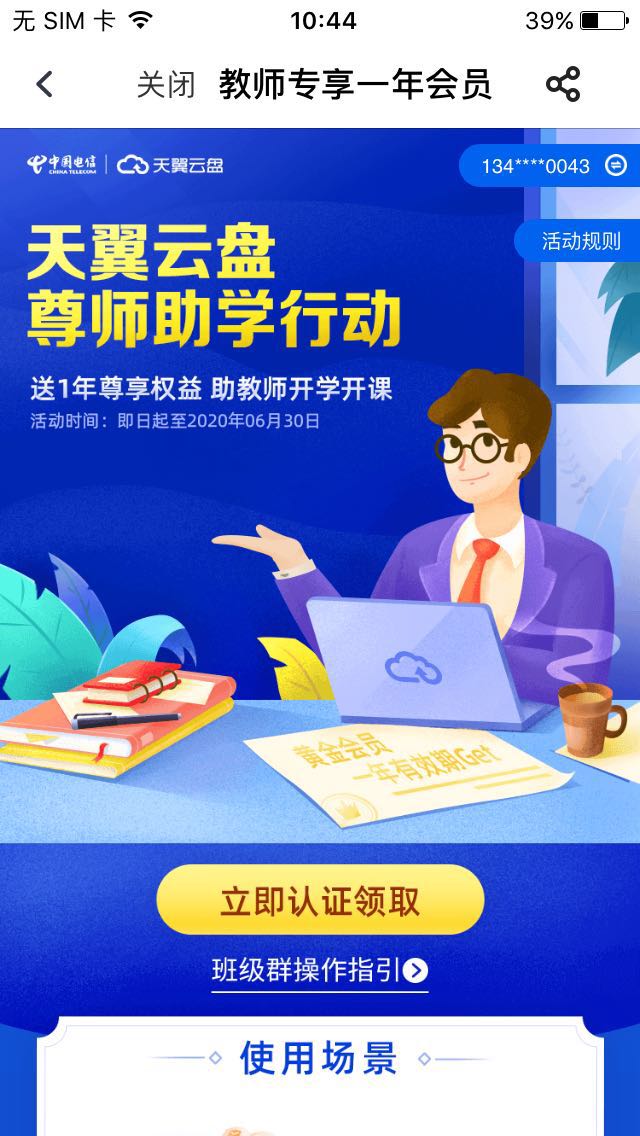 无 SIM 卡
10:44
39%
关闭
教师专享一年会员
中国电信
CHINA TELECOM
天翼云盘
134****0043
天翼云盘
活动规则
尊师助学行动
送1年尊享权益 助教师开学开课
活动时间：即日起至2020年06月30日
黄金会员
一年有效期Get
立即认证领取
班级群操作指引
使用场景